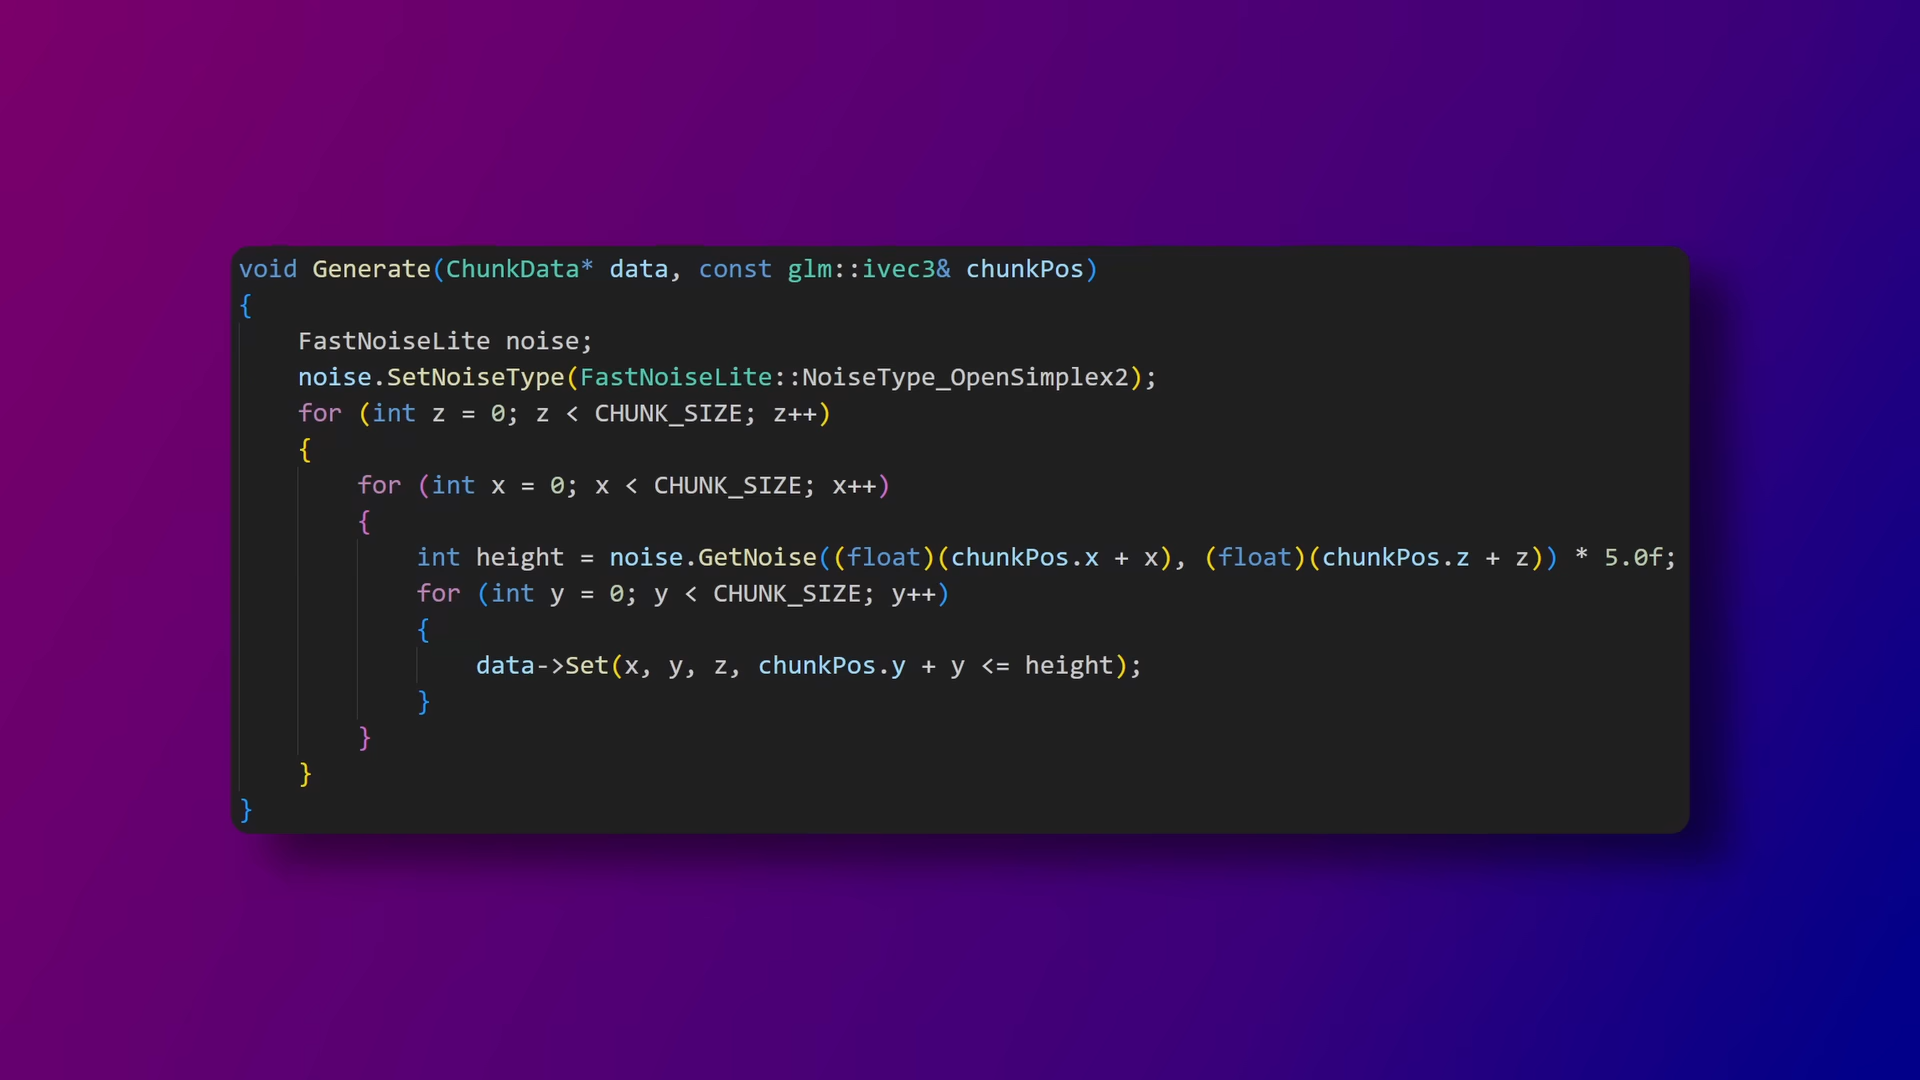 void Generate(ChunkData* data, const glm::ivec3& chunkPos)
{
    FastNoiseLite noise;
    noise.SetNoiseType(FastNoiseLite::NoiseType_OpenSimplex2);
    for (int z = 0; z < CHUNK_SIZE; z++)
    {
        for (int x = 0; x < CHUNK_SIZE; x++)
        {
            int height = noise.GetNoise((float)(chunkPos.x + x), (float)(chunkPos.z + z)) * 5.0f;
            for (int y = 0; y < CHUNK_SIZE; y++)
            {
                data->Set(x, y, z, chunkPos.y + y <= height);
            }
        }
    }
}